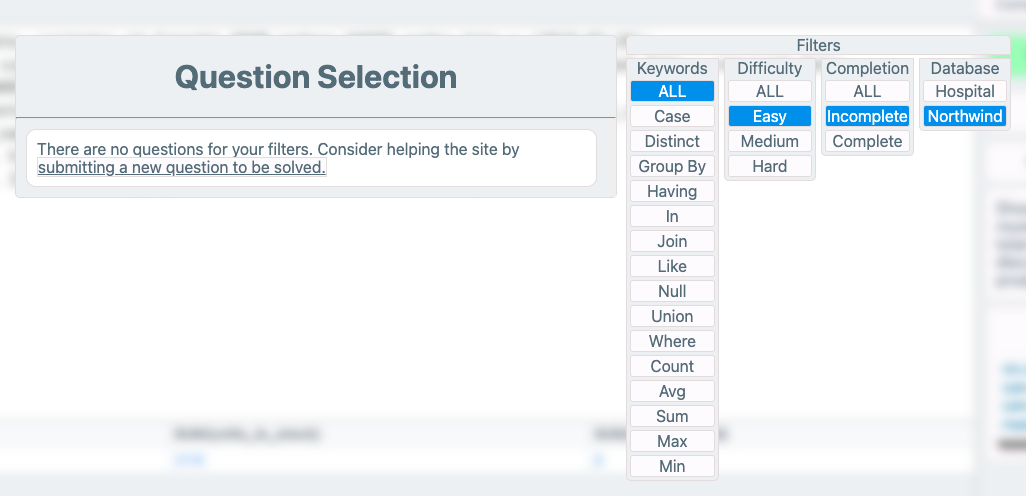 Question Selection
There are no questions for your filters. Consider helping the site by
submitting a new question to be solved.
Filters
Keywords
ALL
Case
Distinct
Group By
Having
In
Join
Like
Null
Union
Where
Count
Avg
Sum
Max
Min
Difficulty
ALL
Easy
Medium
Hard
Completion
ALL
Incomplete
Complete
Database
Hospital
Northwind